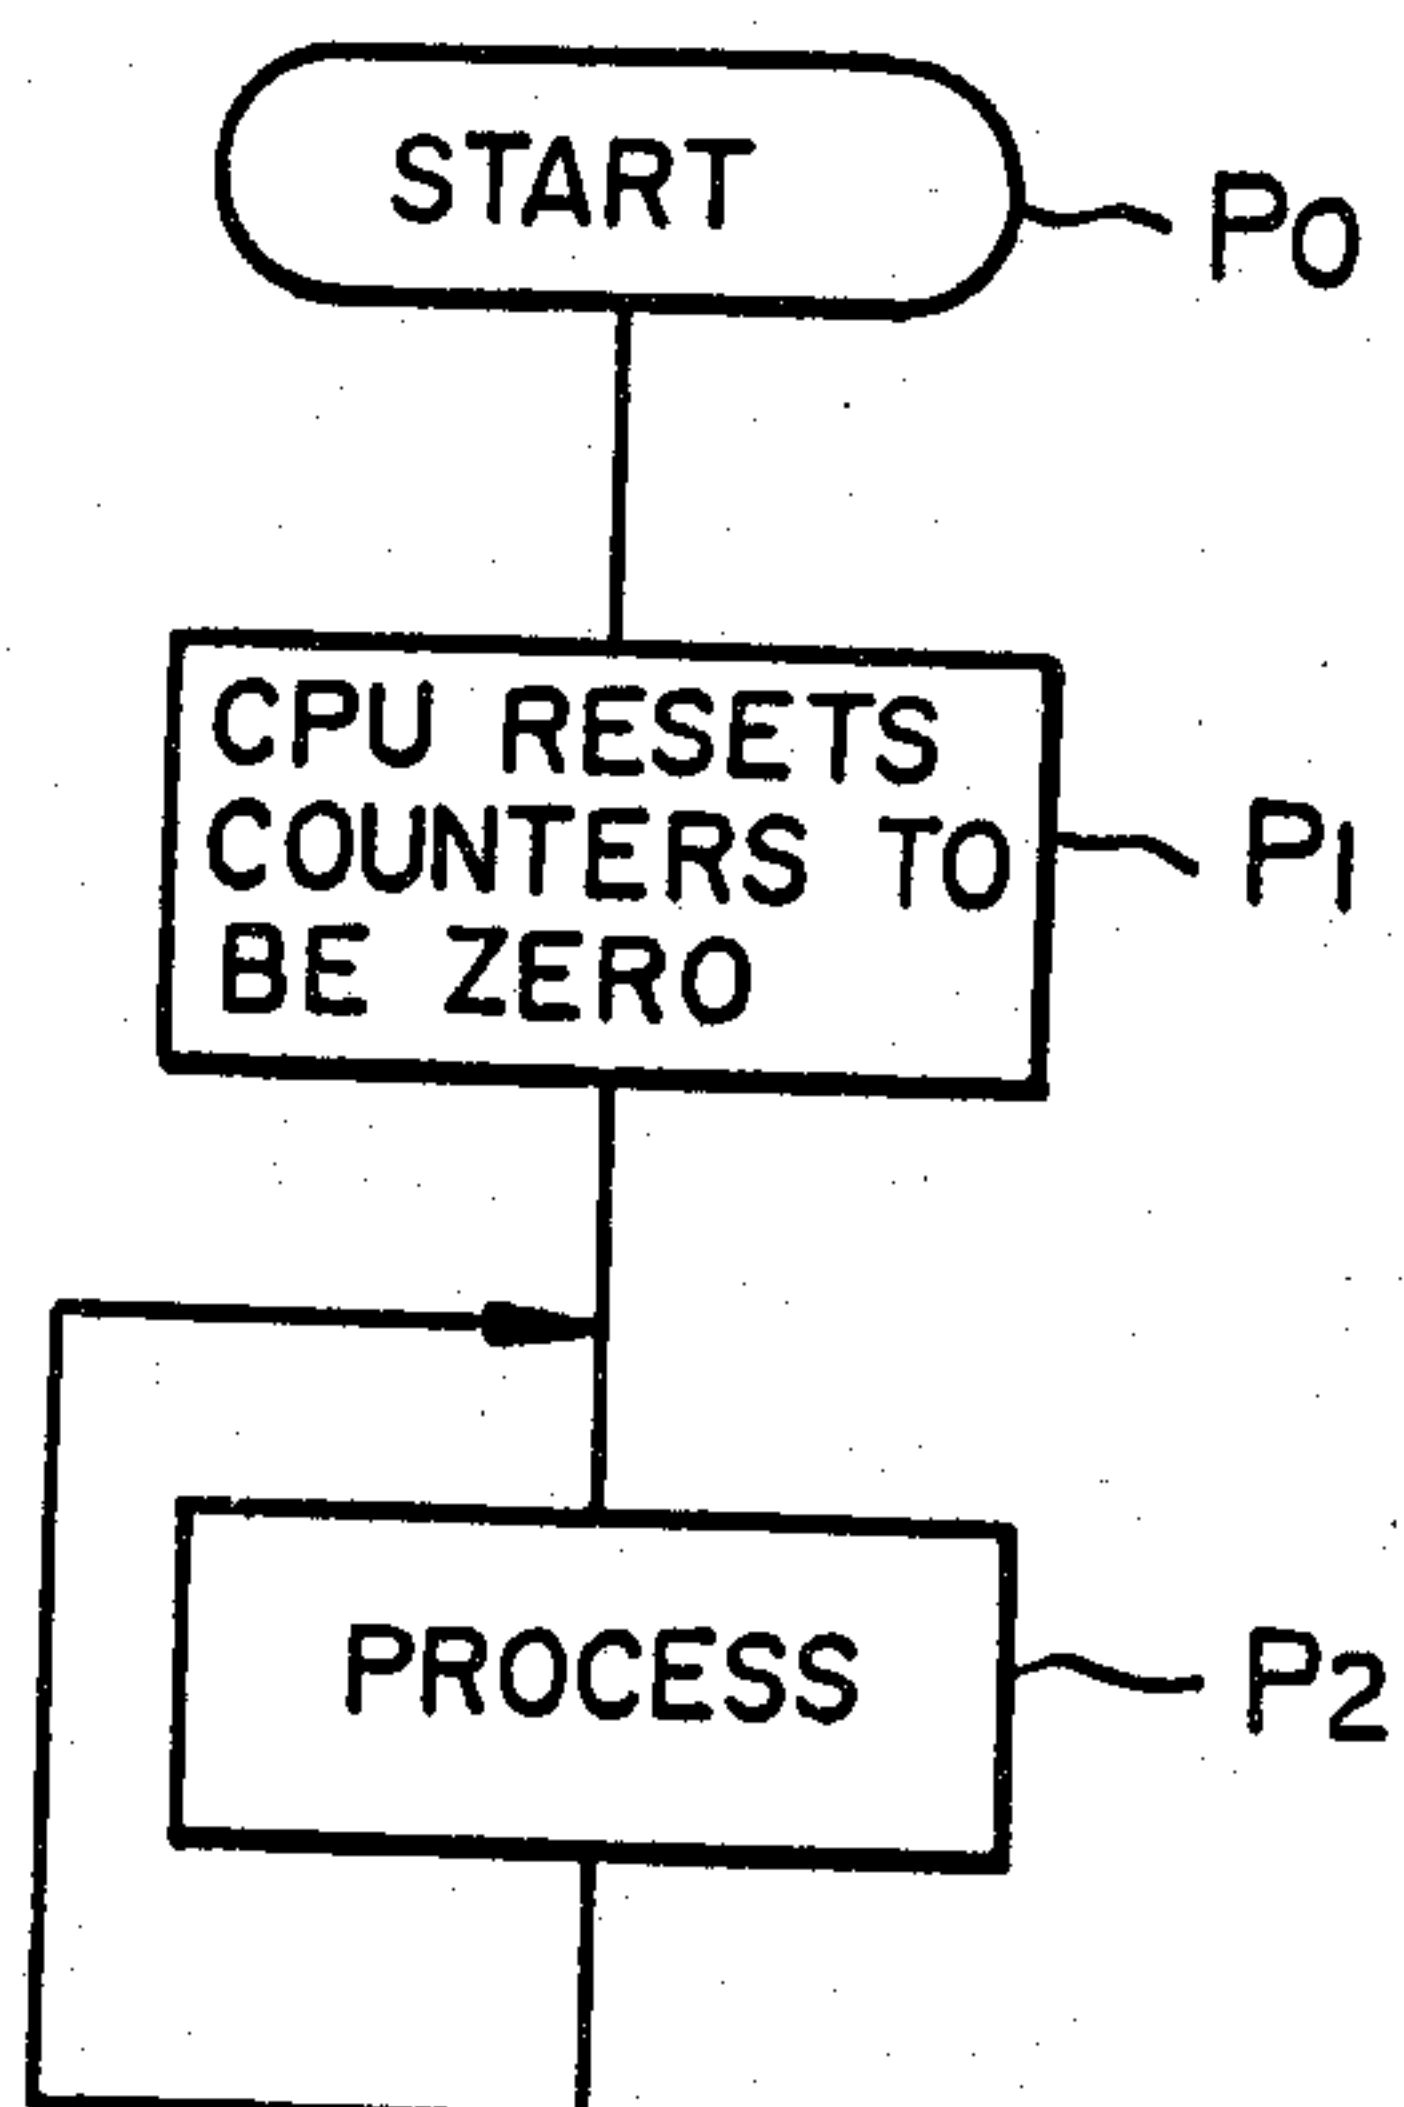 START
P0
CPU RESETS
COUNTERS TO
BE ZERO
P1
PROCESS
P2